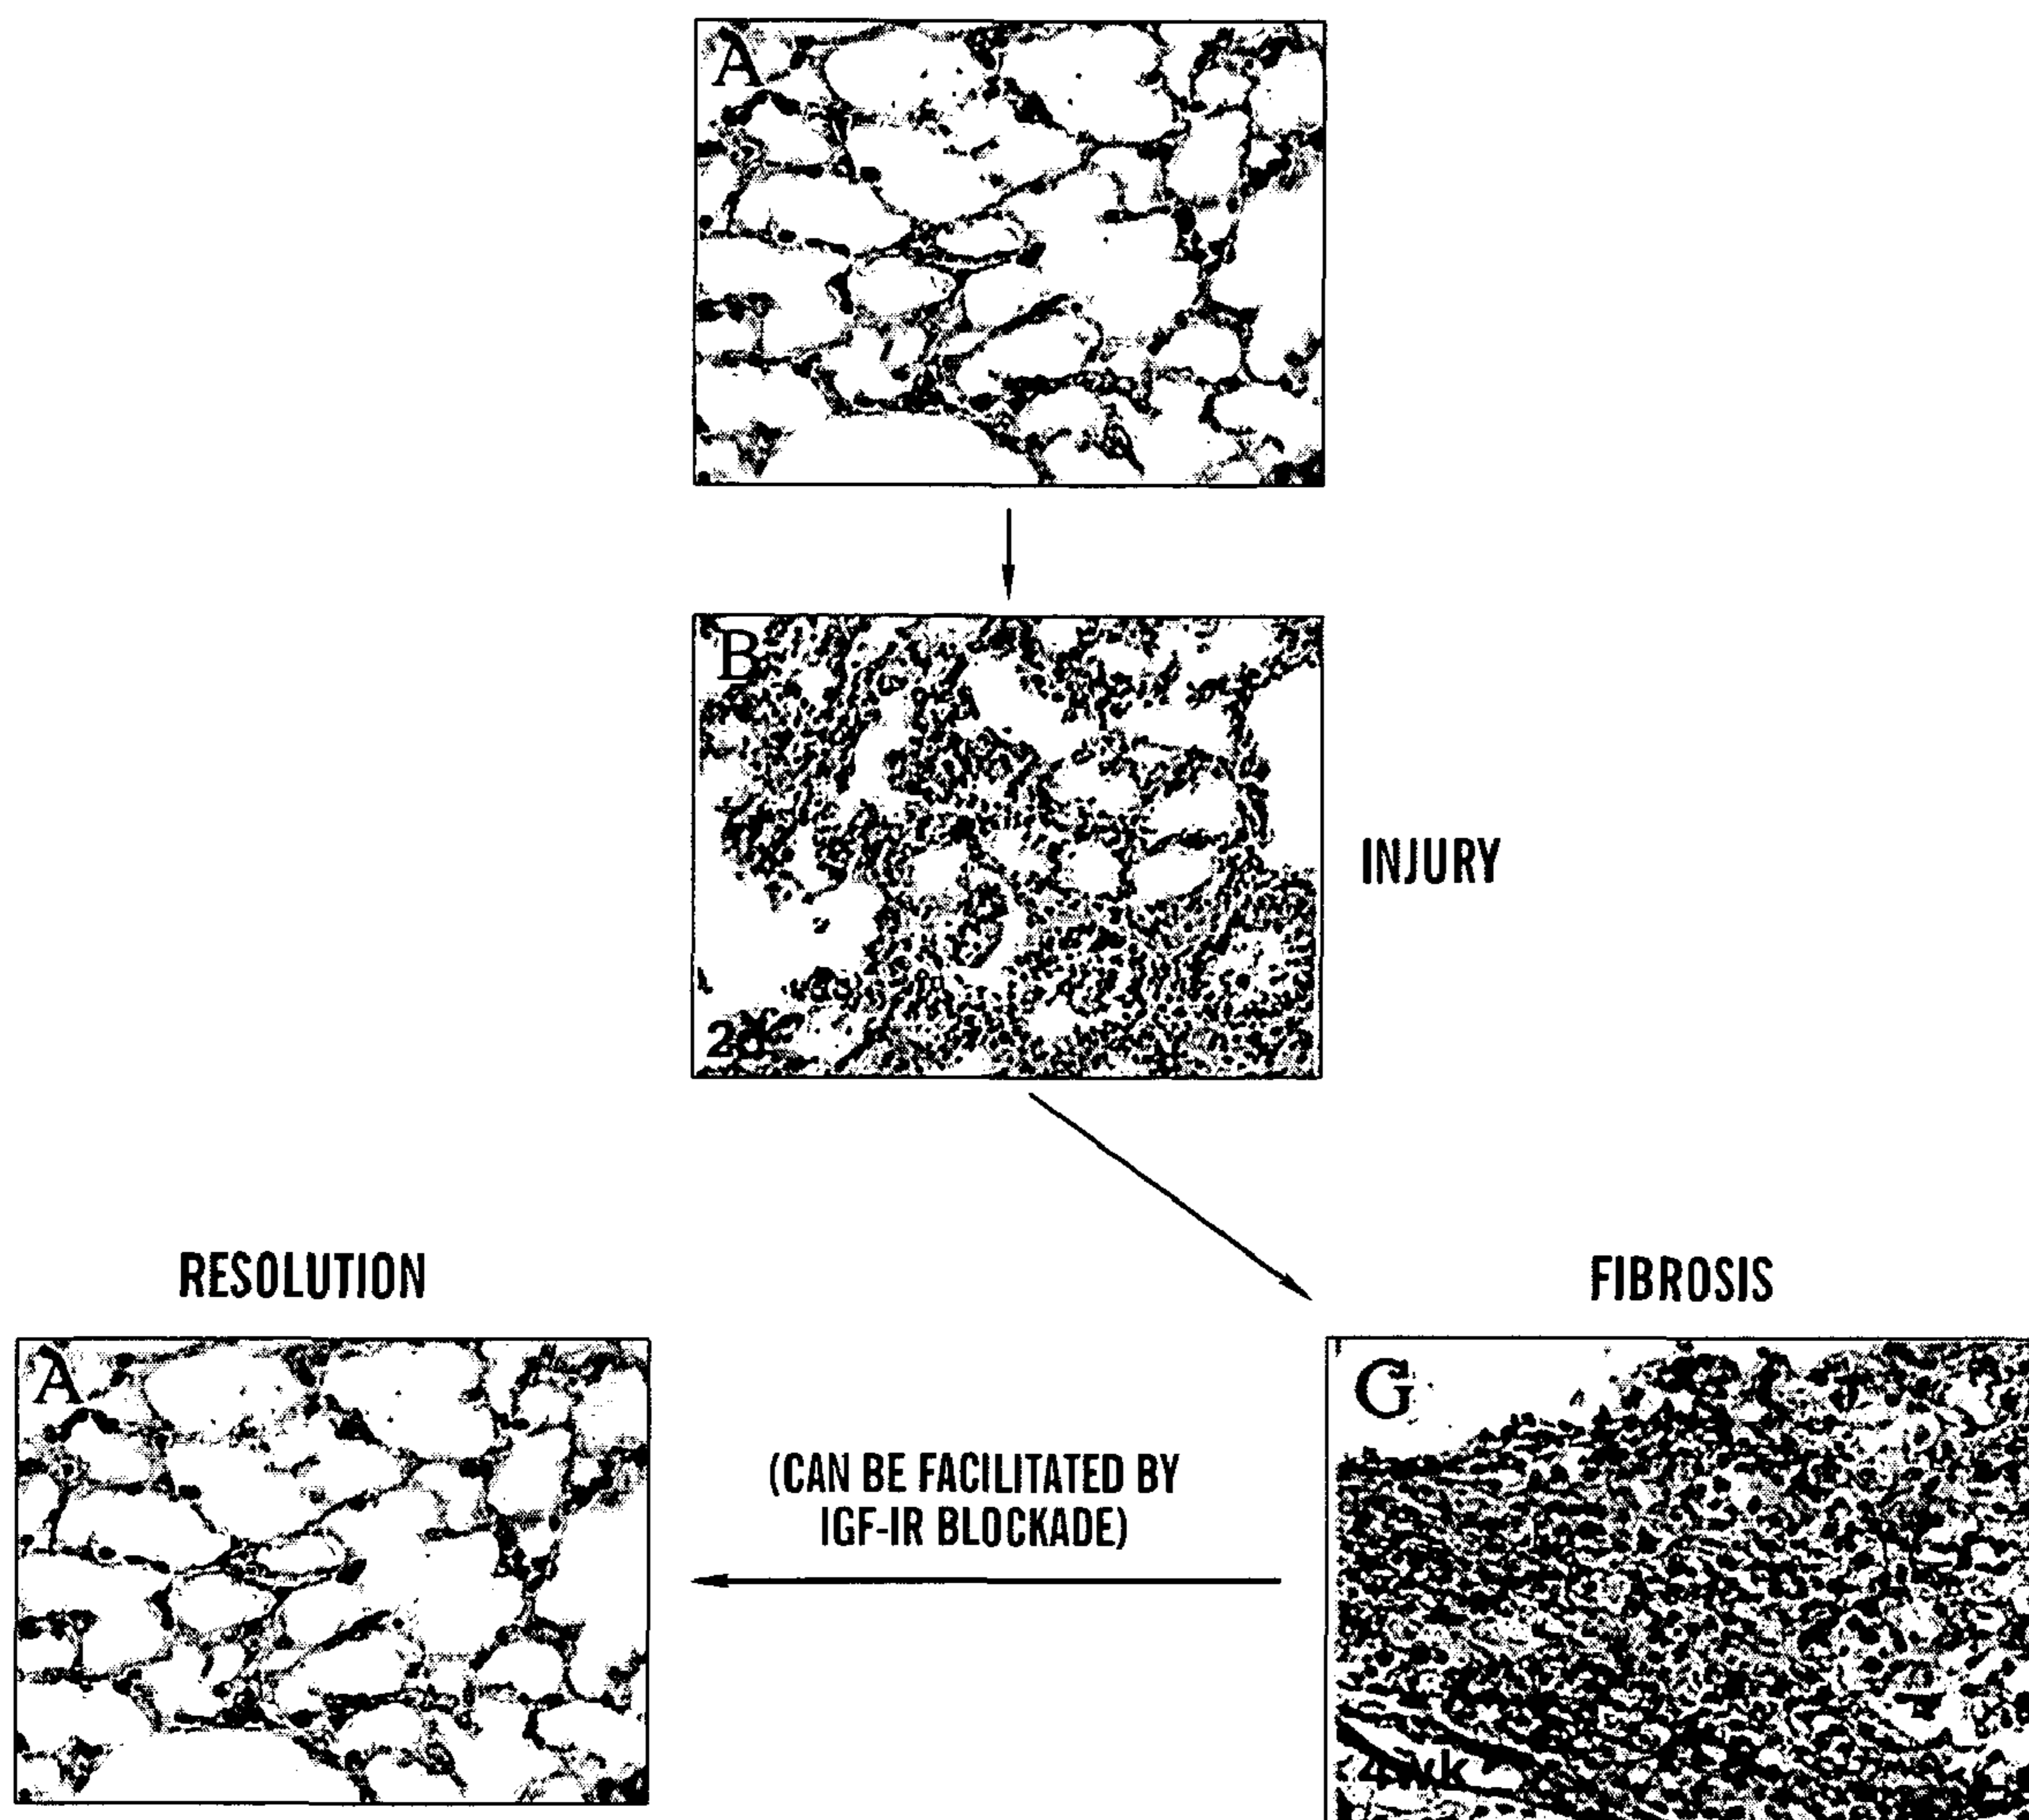 A
B
2d
INJURY
RESOLUTION
FIBROSIS
A
G
(CAN BE FACILITATED BY
IGF-IR BLOCKADE)
4wk